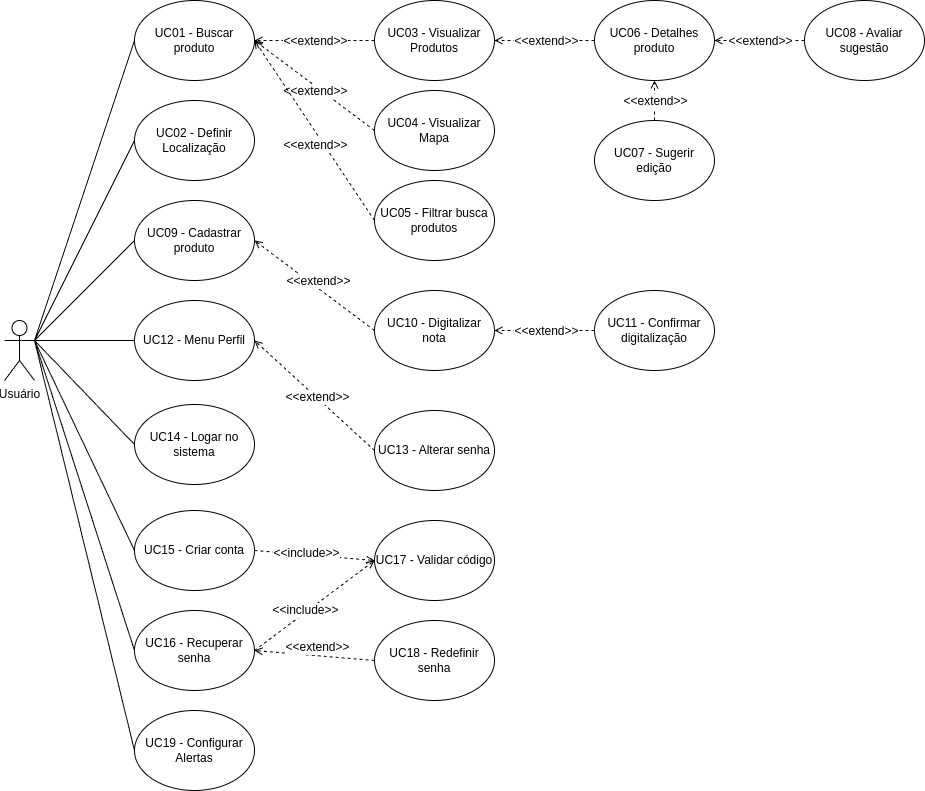 UC01 - Buscar
produto
<<extend>>
UC03 - Visualizar
Produtos
<<extend>>
UC06 - Detalhes
produto
<<extend>>
UC08 - Avaliar
sugestão
<<extend>>
UC04 - Visualizar
Mapa
<<extend>>
UC07 - Sugerir
edição
UC02 - Definir
Localização
<<extend>>
UC05 - Filtrar busca
produtos
UC09 - Cadastrar
produto
<<extend>>
UC10 - Digitalizar
nota
<<extend>>
UC11 - Confirmar
digitalização
UC12 - Menu Perfil
Usuário
<<extend>>
UC13 - Alterar senha
UC14 - Logar no
sistema
UC15 - Criar conta
<<include>>
UC17 - Validar código
<<include>>
UC16 - Recuperar
senha
<<extend>>
UC18 - Redefinir
senha
UC19 - Configurar
Alertas